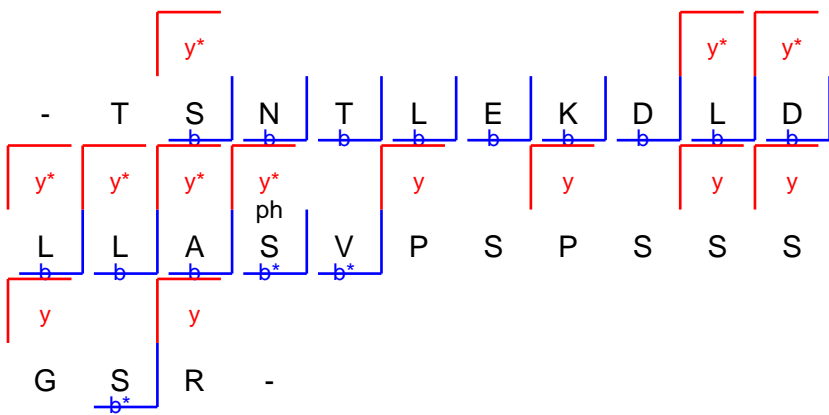 y* y* y*
- T S N T L E K D L D
b b b b b b b b b
y* y* y* y* y y y y
ph
L L A S V P S P S S S
b b b b* b*
y y
G S R -
b*